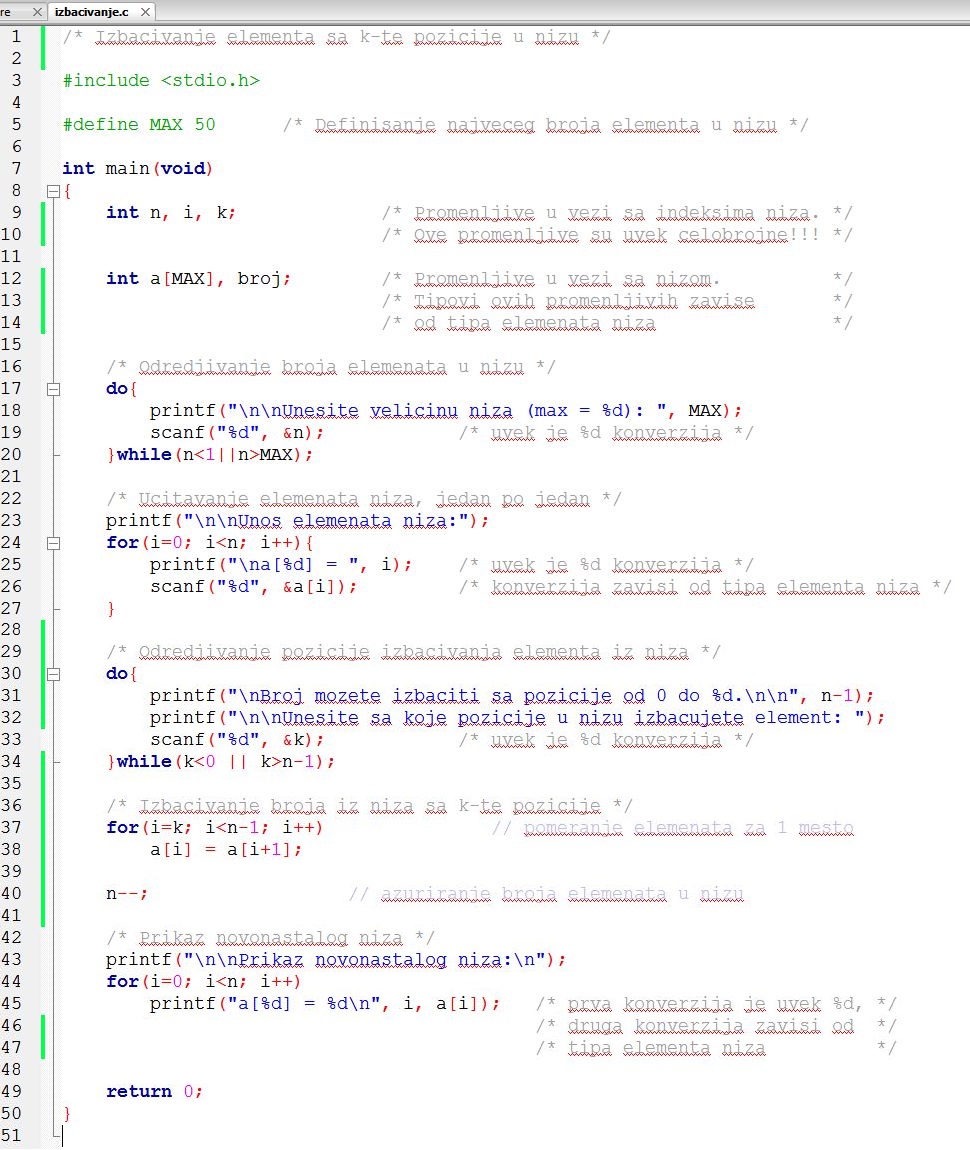 re izbacivanje.c
1 /* Izbacivanje elementa sa k-te pozicije u nizu */
2
3 #include <stdio.h>
4
5 #define MAX 50 /* Definisanje najveceg broja elementa u nizu */
6
7 int main(void)
8 {
9 int n, i, k; /* Promenljive u vezi sa indeksima niza. */
10 /* Ove promenljive su uvek celobrojne!!! */
11
12 int a[MAX], broj; /* Promenljive u vezi sa nizom. */
13 /* Tipovi ovih promenljivih zavise */
14 /* od tipa elemenata niza */
15
16 /* Odredjivanje broja elemenata u nizu */
17 do{
18 printf("\n\nUnesite velicinu niza (max = %d): ", MAX);
19 scanf("%d", &n); /* uvek je %d konverzija */
20 }while(n<1||n>MAX);
21
22 /* Ucitavanje elemenata niza, jedan po jedan */
23 printf("\n\nUnos elemenata niza:");
24 for(i=0; i<n; i++){
25 printf("\na[%d] = ", i); /* uvek je %d konverzija */
26 scanf("%d", &a[i]); /* konverzija zavisi od tipa elementa niza */
27 }
28
29 /* Odredjivanje pozicije izbacivanja elementa iz niza */
30 do{
31 printf("\nBroj mozete izbaciti sa pozicije od 0 do %d.\n\n", n-1);
32 printf("\n\nUnesite sa koje pozicije u nizu izbacujete element: ");
33 scanf("%d", &k); /* uvek je %d konverzija */
34 }while(k<0 || k>n-1);
35
36 /* Izbacivanje broja iz niza sa k-te pozicije */
37 for(i=k; i<n-1; i++) // pomeranje elemenata za 1 mesto
38 a[i] = a[i+1];
39
40 n--; // azuriranje broja elemenata u nizu
41
42 /* Prikaz novonastalog niza */
43 printf("\n\nPrikaz novonastalog niza:\n");
44 for(i=0; i<n; i++)
45 printf("a[%d] = %d\n", i, a[i]); /* prva konverzija je uvek %d, */
46 /* druga konverzija zavisi od */
47 /* tipa elementa niza */
48
49 return 0;
50 }
51